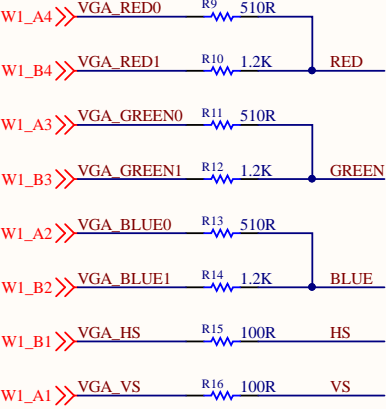 W1_A4 VGA_RED0 R9 510R
W1_B4 VGA_RED1 R10 1.2K RED
W1_A3 VGA_GREEN0 R11 510R
W1_B3 VGA_GREEN1 R12 1.2K GREEN
W1_A2 VGA_BLUE0 R13 510R
W1_B2 VGA_BLUE1 R14 1.2K BLUE
W1_B1 VGA_HS R15 100R HS
W1_A1 VGA_VS R16 100R VS